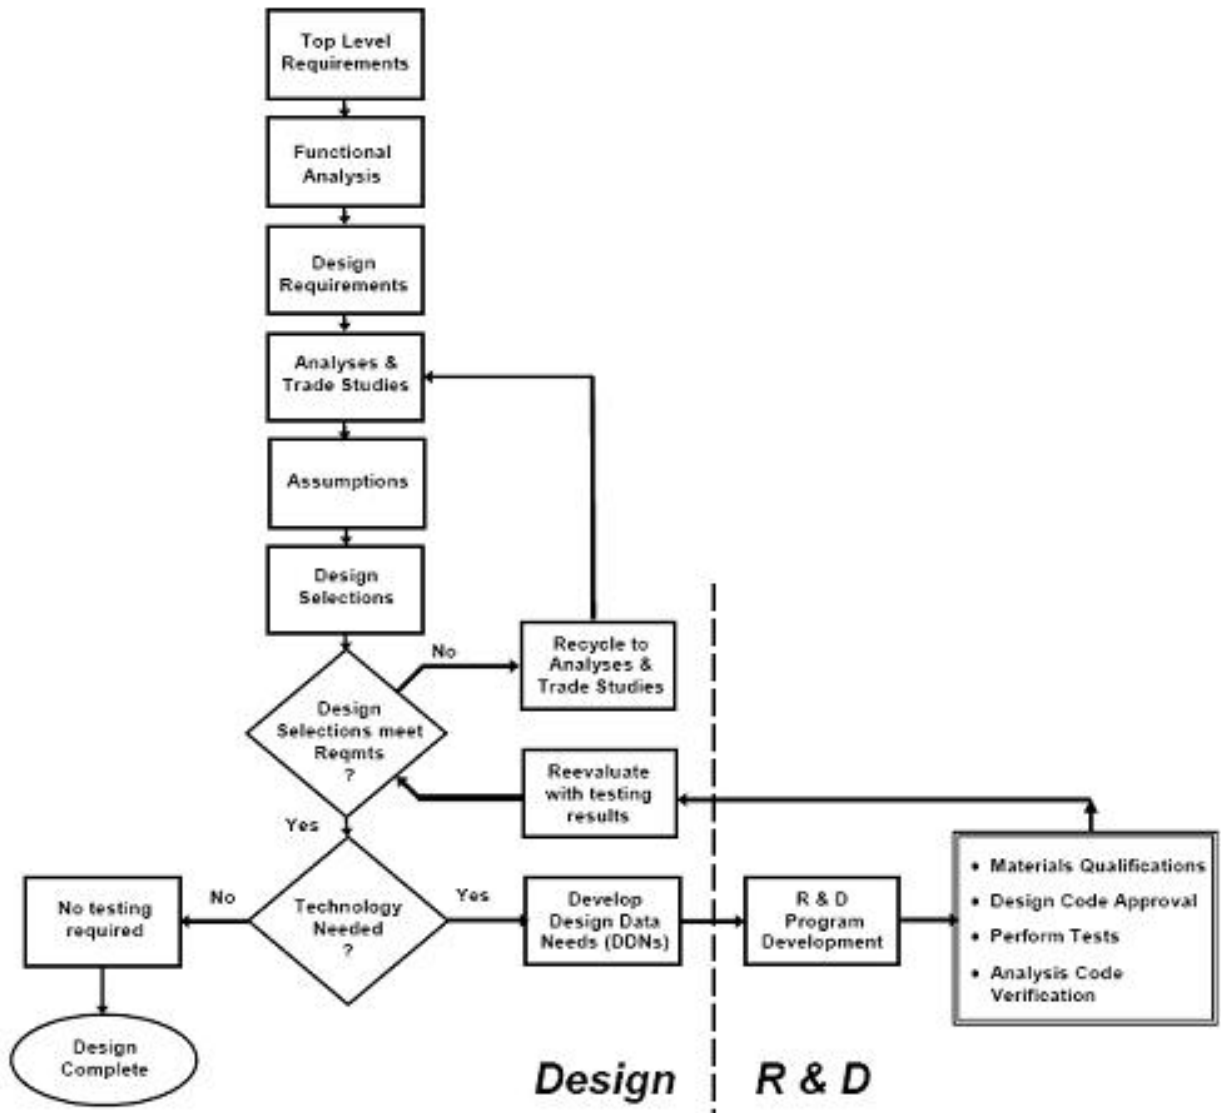 Top Level
Requirements
Functional
Analysis
Design
Requirements
Analyses &
Trade Studies
Assumptions
Design
Selections
No
Recycle to
Analyses &
Trade Studies
Design
Selections meet
Reqmts
?
Reevaluate
with testing
results
Yes
• Materials Qualifications
• Design Code Approval
• Perform Tests
• Analysis Code
Verification
No testing
required
No
Technology
Needed
?
Yes
Develop
Design Data
Needs (DDNs)
R & D
Program
Development
Design
Complete
Design
R & D